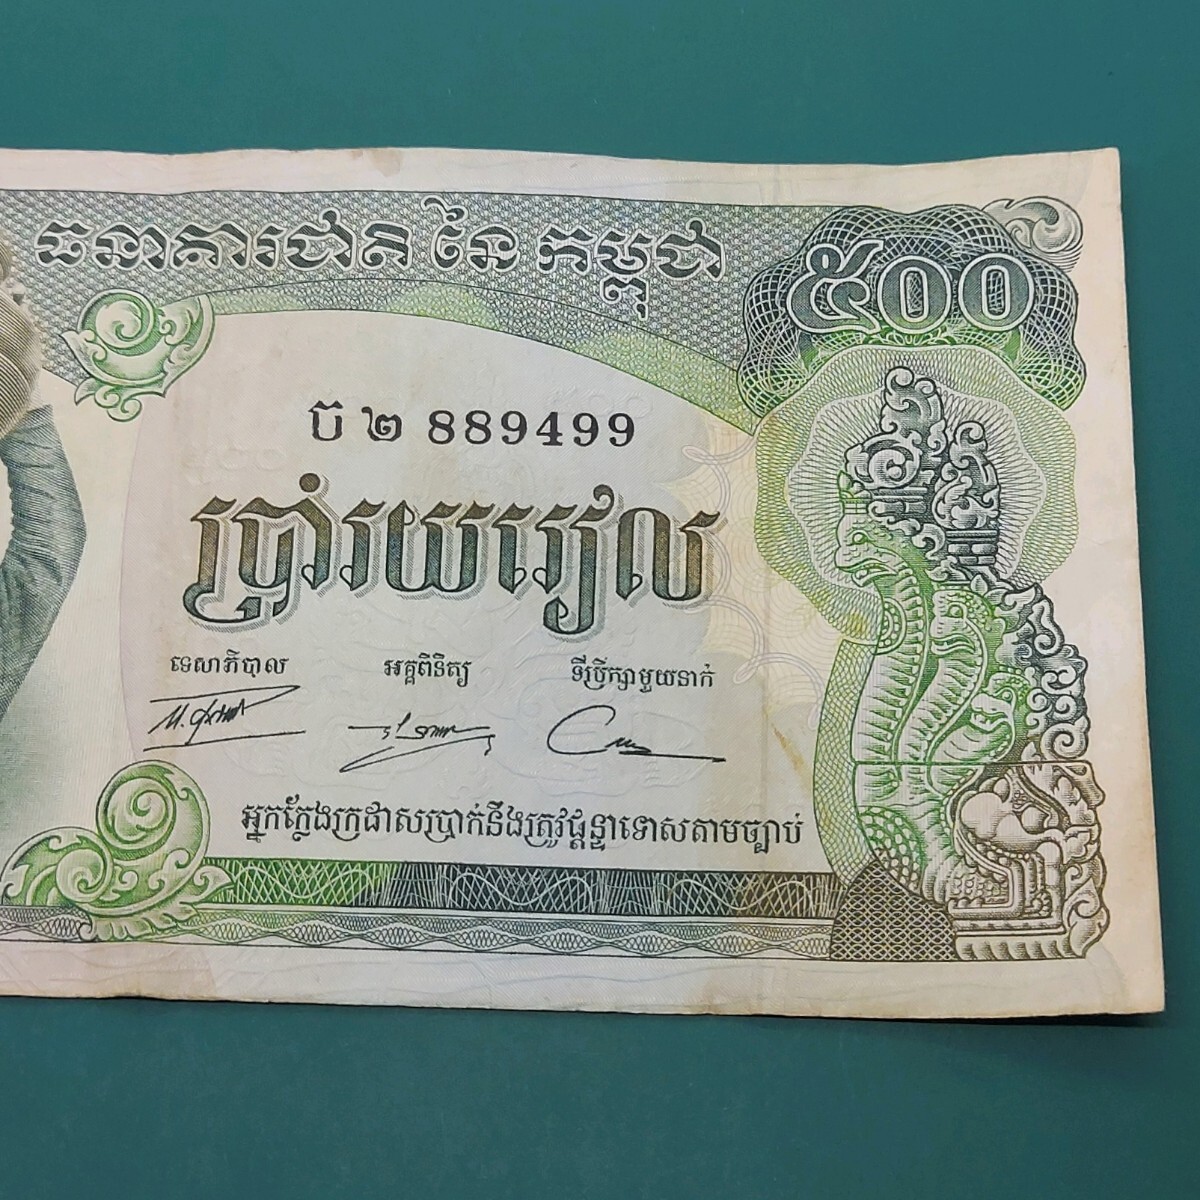 ធនាគារជាតិ នៃ កម្ពុជា
៥០០
ប ២ 889499
ប្រាំរយរៀល
ទេសាភិបាល អគ្គពិនិត្យ ទីប្រឹក្សាមួយនាក់
អ្នកក្លែងក្រដាសប្រាក់នឹងត្រូវផ្តន្ទាទោសតាមច្បាប់